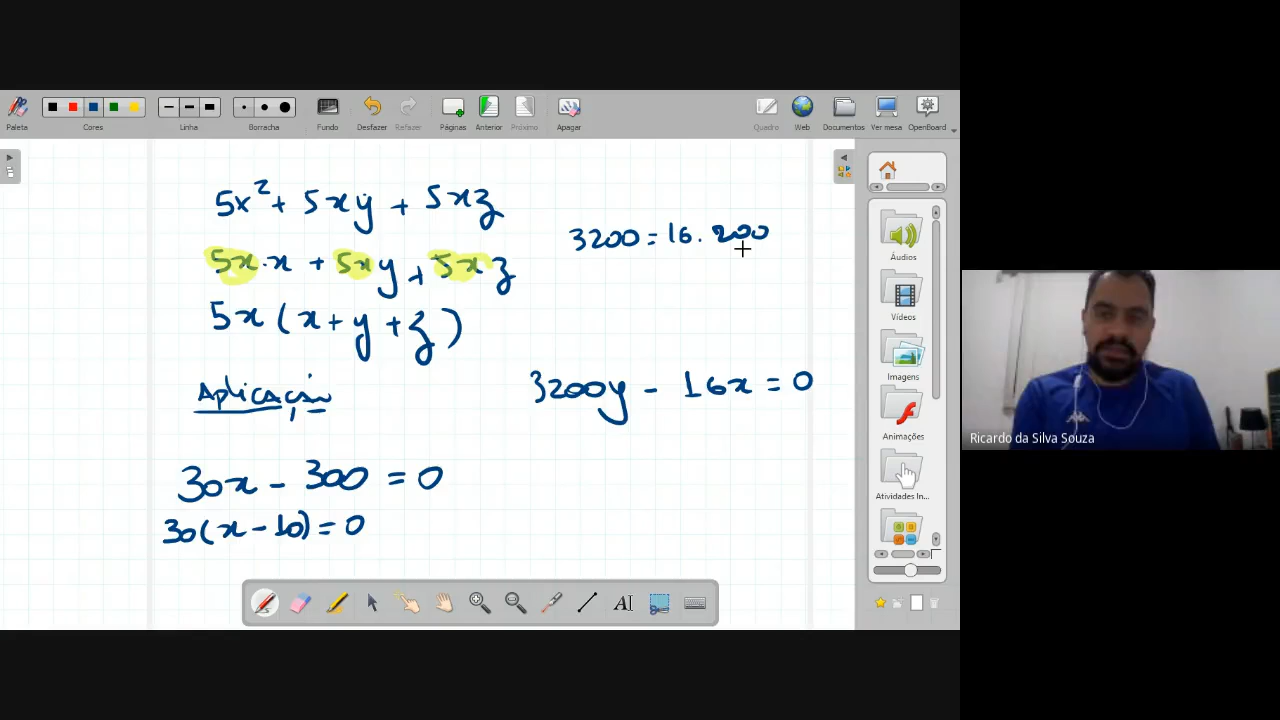 Paleta
Cores
Linha
Borracha
Fundo
Desfazer
Refazer
Páginas
Anterior
Próximo
Apagar
Quadro
Web
Documentos
Ver mesa
OpenBoard
5x² + 5xy + 5xz
5x·x + 5xy + 5xz
5x(x+y+z)
Aplicação
30x - 300 = 0
30(x-10)=0
3200 = 16.200
3200y - 16x = 0
Áudios
Vídeos
Imagens
Animações
Atividades In...
AI
Ricardo da Silva Souza